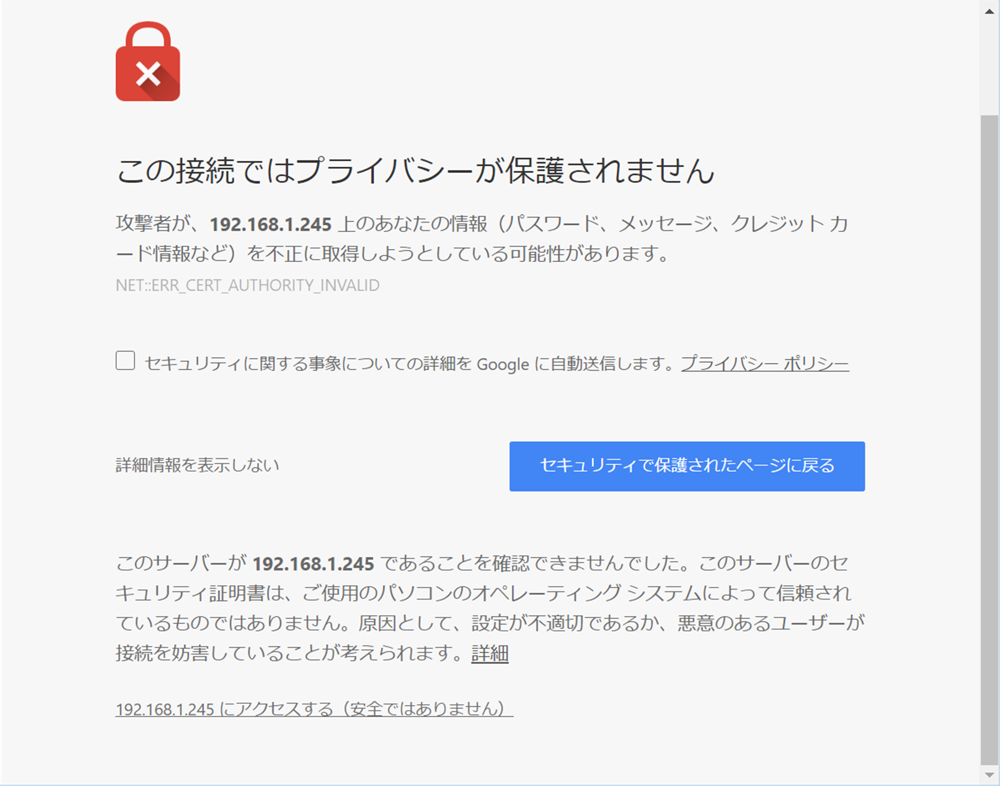 この接続ではプライバシーが保護されません
攻撃者が、192.168.1.245 上のあなたの情報（パスワード、メッセージ、クレジット カ
ード情報など）を不正に取得しようとしている可能性があります。
NET::ERR_CERT_AUTHORITY_INVALID
セキュリティに関する事象についての詳細を Google に自動送信します。プライバシー ポリシー
詳細情報を表示しない
セキュリティで保護されたページに戻る
このサーバーが 192.168.1.245 であることを確認できませんでした。このサーバーのセ
キュリティ証明書は、ご使用のパソコンのオペレーティング システムによって信頼され
ているものではありません。原因として、設定が不適切であるか、悪意のあるユーザーが
接続を妨害していることが考えられます。詳細
192.168.1.245 にアクセスする（安全ではありません）